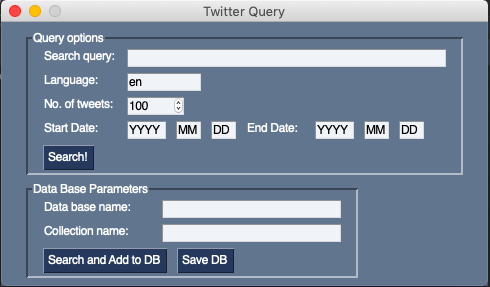 Twitter Query
Query options
Search query:
Language: en
No. of tweets: 100
Start Date: YYYY MM DD End Date: YYYY MM DD
Search!
Data Base Parameters
Data base name:
Collection name:
Search and Add to DB Save DB